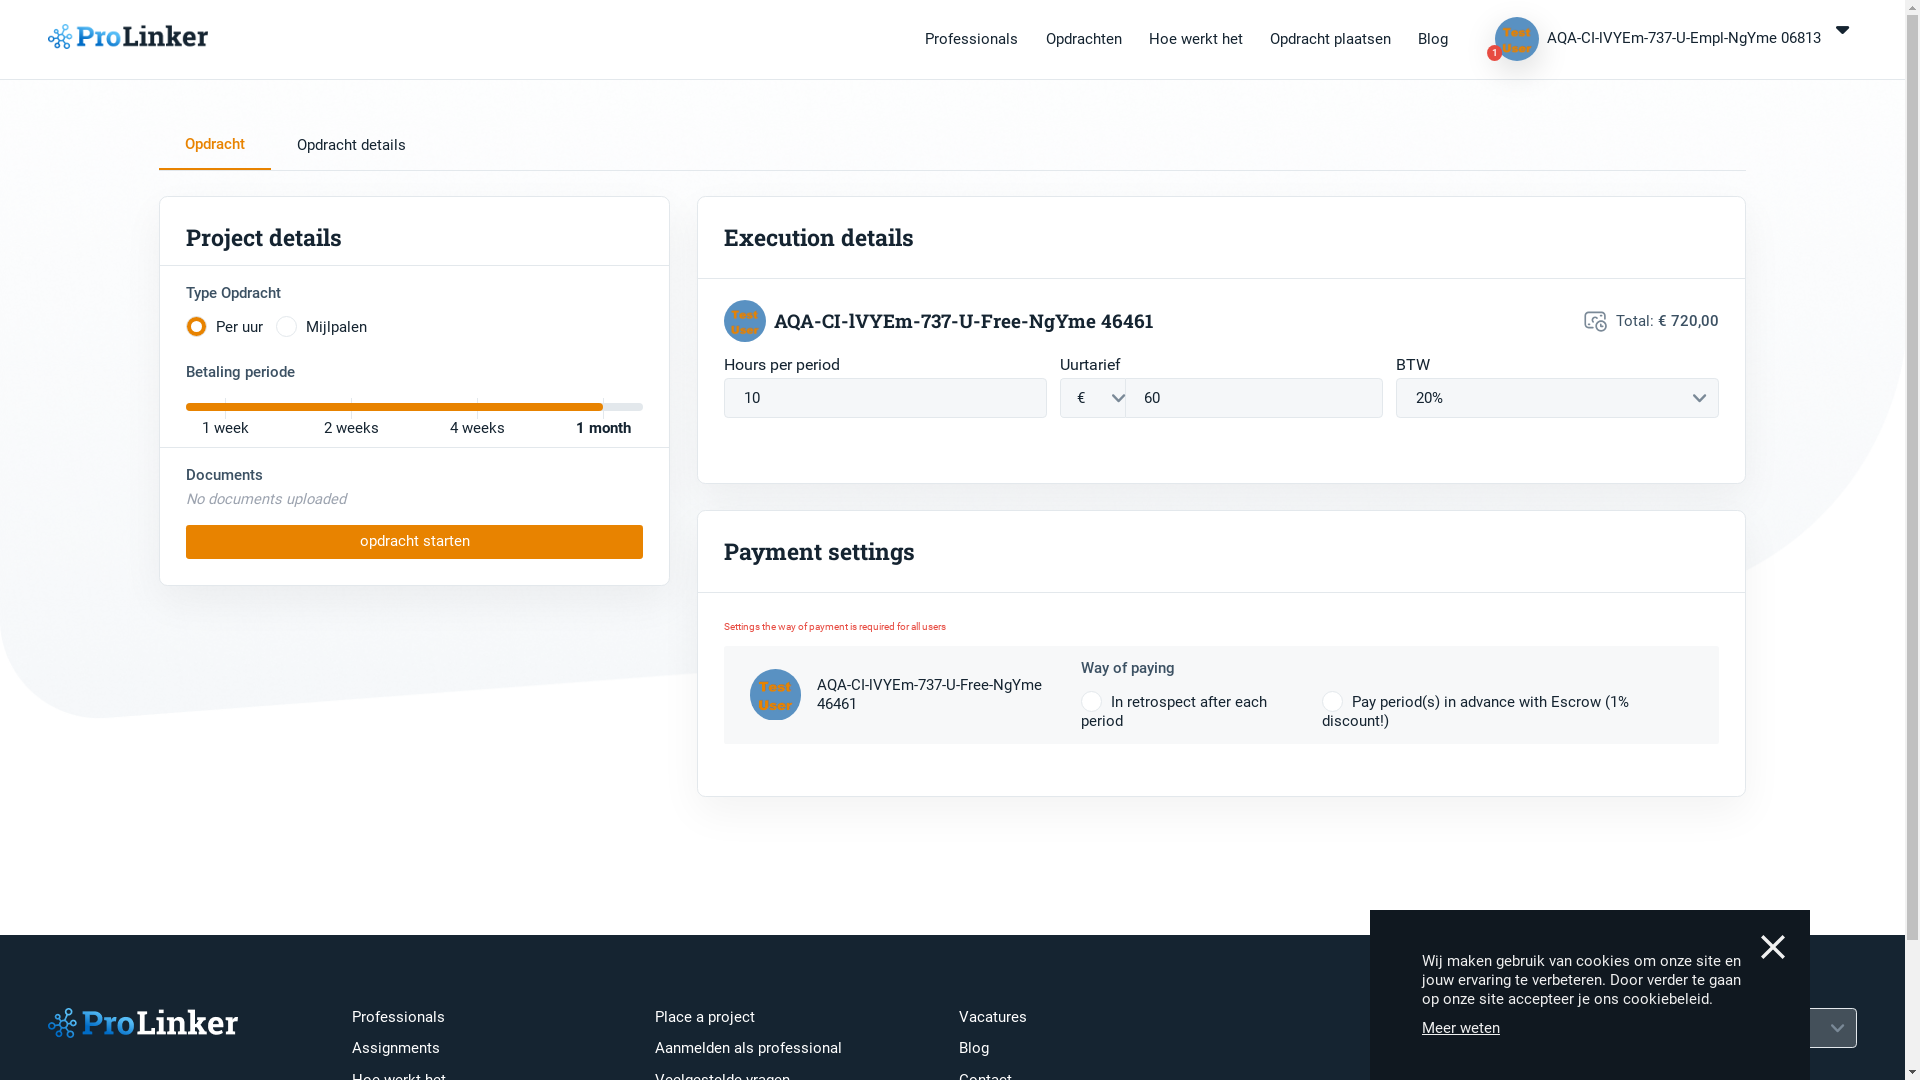 ProLinker
Professionals
Opdrachten
Hoe werkt het
Opdracht plaatsen
Blog
Test
User
1
AQA-CI-lVYEm-737-U-Empl-NgYme 06813
Opdracht
Opdracht details
Project details
Type Opdracht
Per uur
Mijlpalen
Betaling periode
1 week
2 weeks
4 weeks
1 month
Documents
No documents uploaded
opdracht starten
Execution details
Test
User
AQA-CI-lVYEm-737-U-Free-NgYme 46461
Total: € 720,00
Hours per period
Uurtarief
BTW
10
€
60
20%
Payment settings
Settings the way of payment is required for all users
Test
User
AQA-CI-lVYEm-737-U-Free-NgYme
46461
Way of paying
In retrospect after each
period
Pay period(s) in advance with Escrow (1%
discount!)
Wij maken gebruik van cookies om onze site en
jouw ervaring te verbeteren. Door verder te gaan
op onze site accepteer je ons cookiebeleid.
Meer weten
ProLinker
Professionals
Assignments
Hoe werkt het
Place a project
Aanmelden als professional
Veelgestelde vragen
Vacatures
Blog
Contact